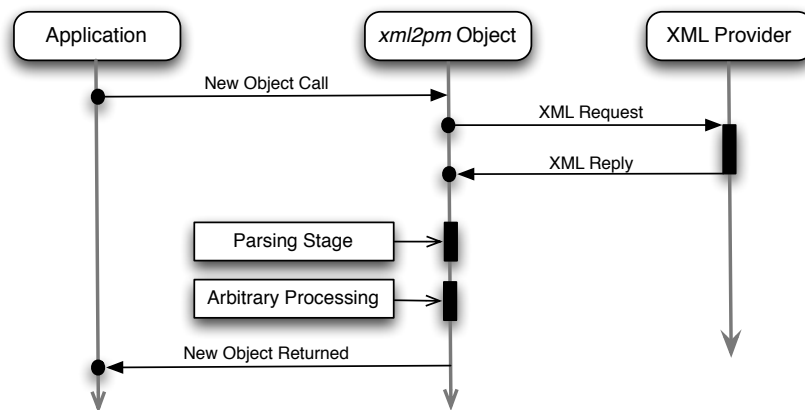 Application
xml2pm Object
XML Provider
New Object Call
XML Request
XML Reply
Parsing Stage
Arbitrary Processing
New Object Returned